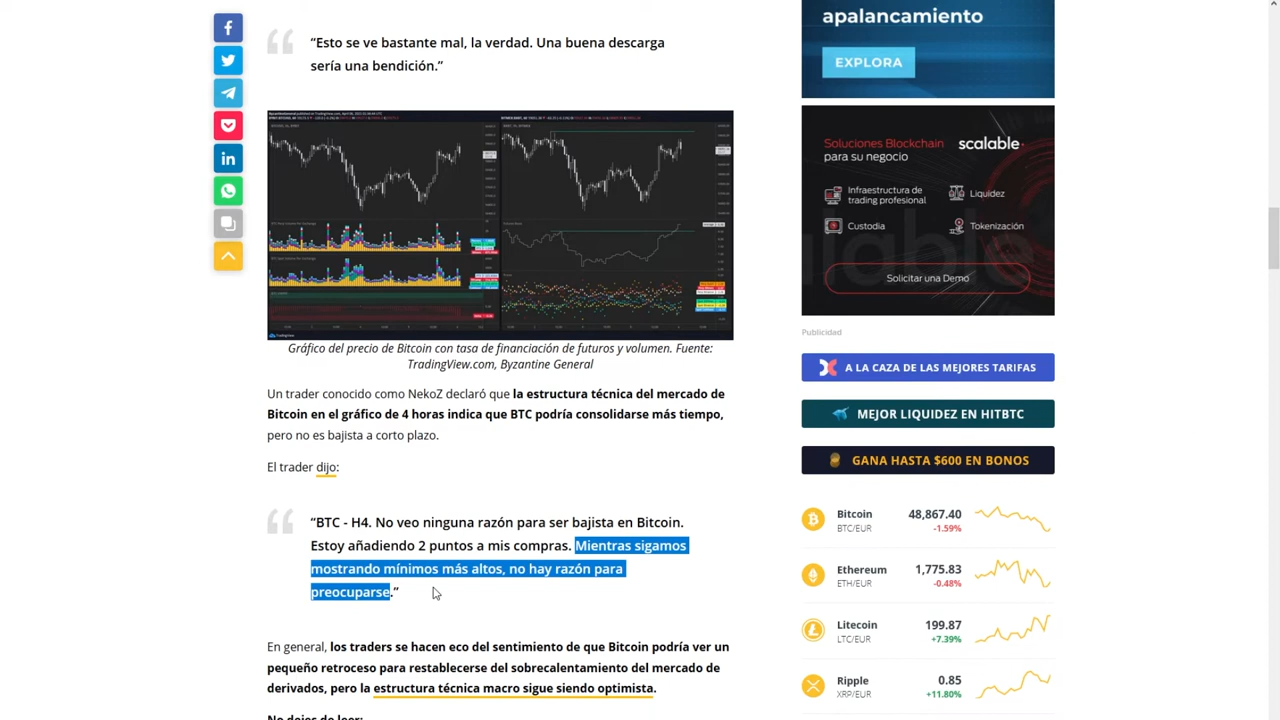 “Esto se ve bastante mal, la verdad. Una buena descarga
sería una bendición.”
Gráfico del precio de Bitcoin con tasa de financiación de futuros y volumen. Fuente:
TradingView.com, Byzantine General
Un trader conocido como NekoZ declaró que la estructura técnica del mercado de
Bitcoin en el gráfico de 4 horas indica que BTC podría consolidarse más tiempo,
pero no es bajista a corto plazo.
El trader dijo:
“BTC - H4. No veo ninguna razón para ser bajista en Bitcoin.
Estoy añadiendo 2 puntos a mis compras. Mientras sigamos
mostrando mínimos más altos, no hay razón para
preocuparse.”
En general, los traders se hacen eco del sentimiento de que Bitcoin podría ver un
pequeño retroceso para restablecerse del sobrecalentamiento del mercado de
derivados, pero la estructura técnica macro sigue siendo optimista.
No dejes de leer:
apalancamiento
EXPLORA
Soluciones Blockchain
para su negocio
scalable
Infraestructura de
trading profesional
Liquidez
Custodia
Tokenización
Solicitar una Demo
Publicidad
A LA CAZA DE LAS MEJORES TARIFAS
MEJOR LIQUIDEZ EN HITBTC
GANA HASTA $600 EN BONOS
Bitcoin 48,867.40
BTC/EUR -1.59%
Ethereum 1,775.83
ETH/EUR -0.48%
Litecoin 199.87
LTC/EUR +7.39%
Ripple 0.85
XRP/EUR +11.80%